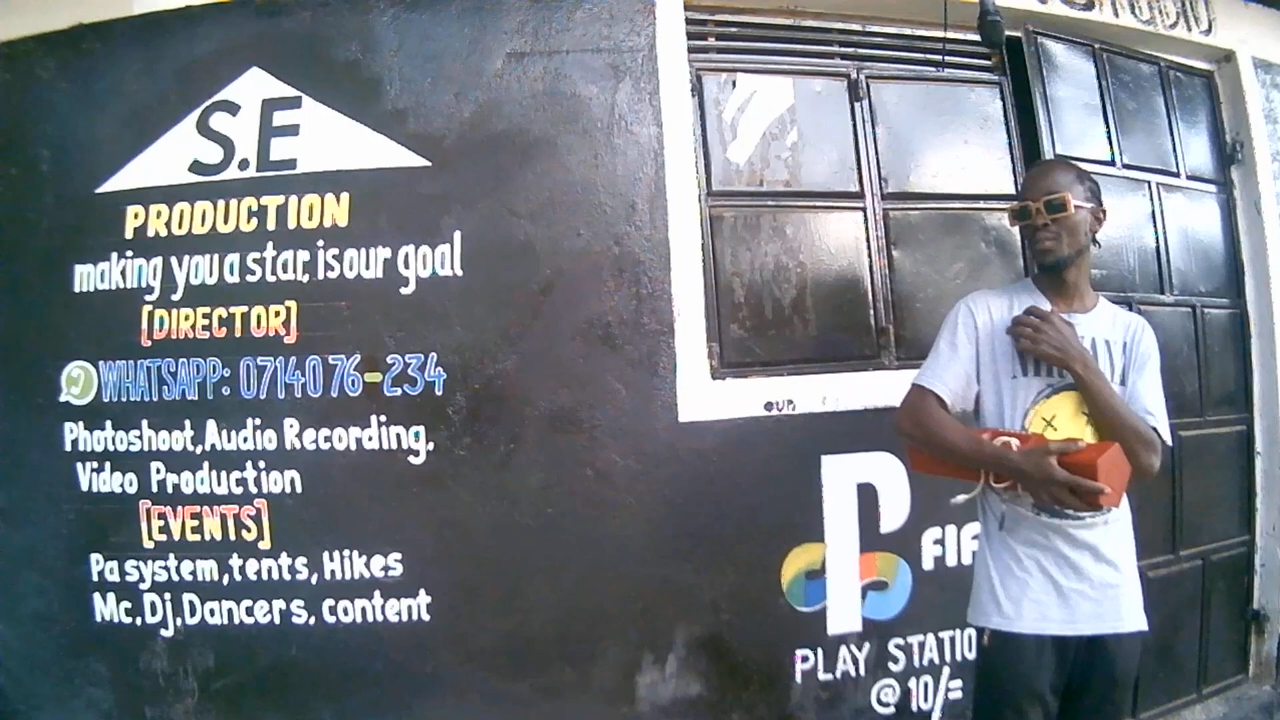 S.E
PRODUCTION
making you a star, is our goal
[DIRECTOR]
WHATSAPP: 0714076-234
Photoshoot, Audio Recording,
Video Production
[EVENTS]
Pa system, tents, Hikes
Mc, Dj, Dancers, content
FIF
PLAY STATIO
@ 10/=